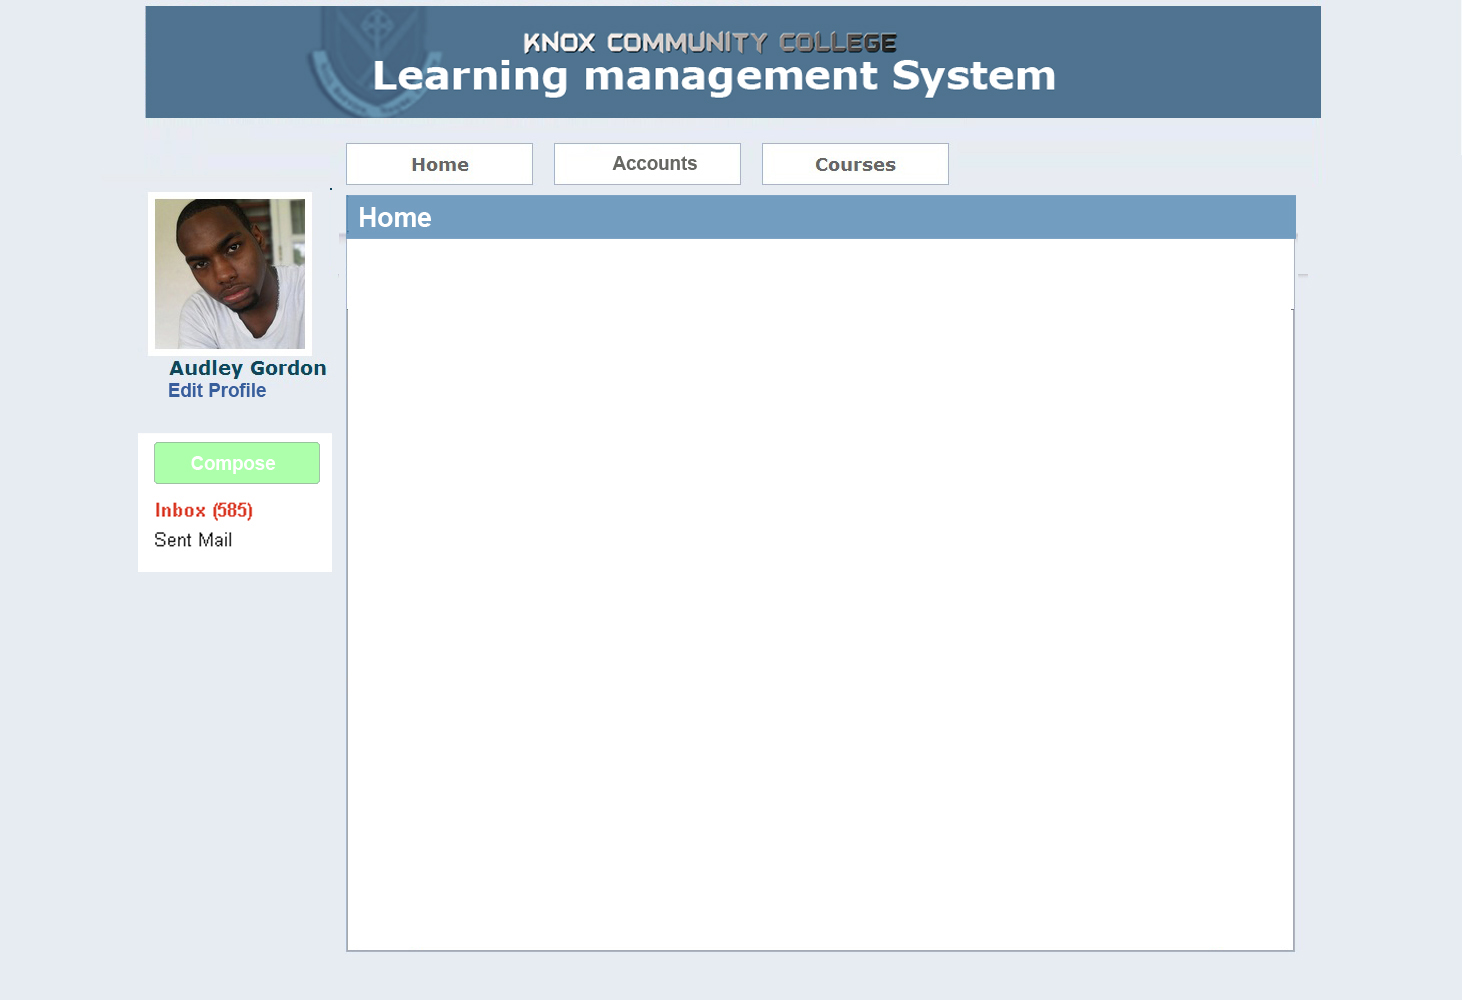 KNOX COMMUNITY COLLEGE
Learning management System
Home
Accounts
Courses
Home
Audley Gordon
Edit Profile
Compose
Inbox (585)
Sent Mail